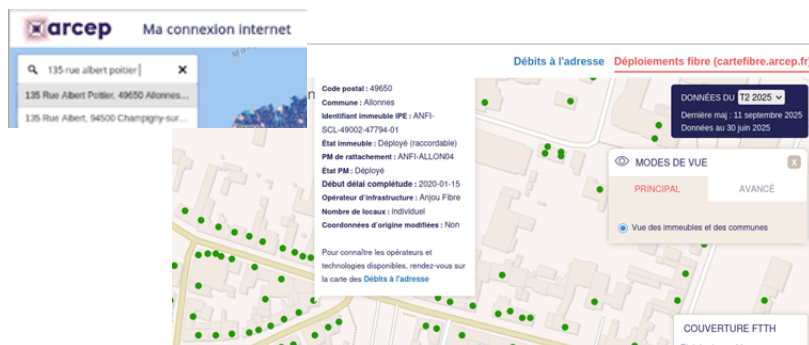 arcep
Ma connexion internet
135 rue albert poitier
135 Rue Albert Pottier, 49650 Allonnes...
135 Rue Albert, 94500 Champigny-sur...
Débits à l'adresse
Déploiements fibre (cartefibre.arcep.fr)
Code postal : 49650
Commune : Allonnes
Identifiant immeuble IPE : ANFI-
SCL-49002-47794-01
État immeuble : Déployé (raccordable)
PM de rattachement : ANFI-ALLON04
État PM : Déployé
Début délai complétude : 2020-01-15
Opérateur d'infrastructure : Anjou Fibre
Nombre de locaux : individuel
Coordonnées d'origine modifiées : Non
Pour connaître les opérateurs et
technologies disponibles, rendez-vous sur
la carte des Débits à l'adresse
DONNÉES DU T2 2025
Dernière maj : 11 septembre 2025
Données au 30 juin 2025
MODES DE VUE
X
PRINCIPAL
AVANCÉ
Vue des immeubles et des communes
COUVERTURE FTTH